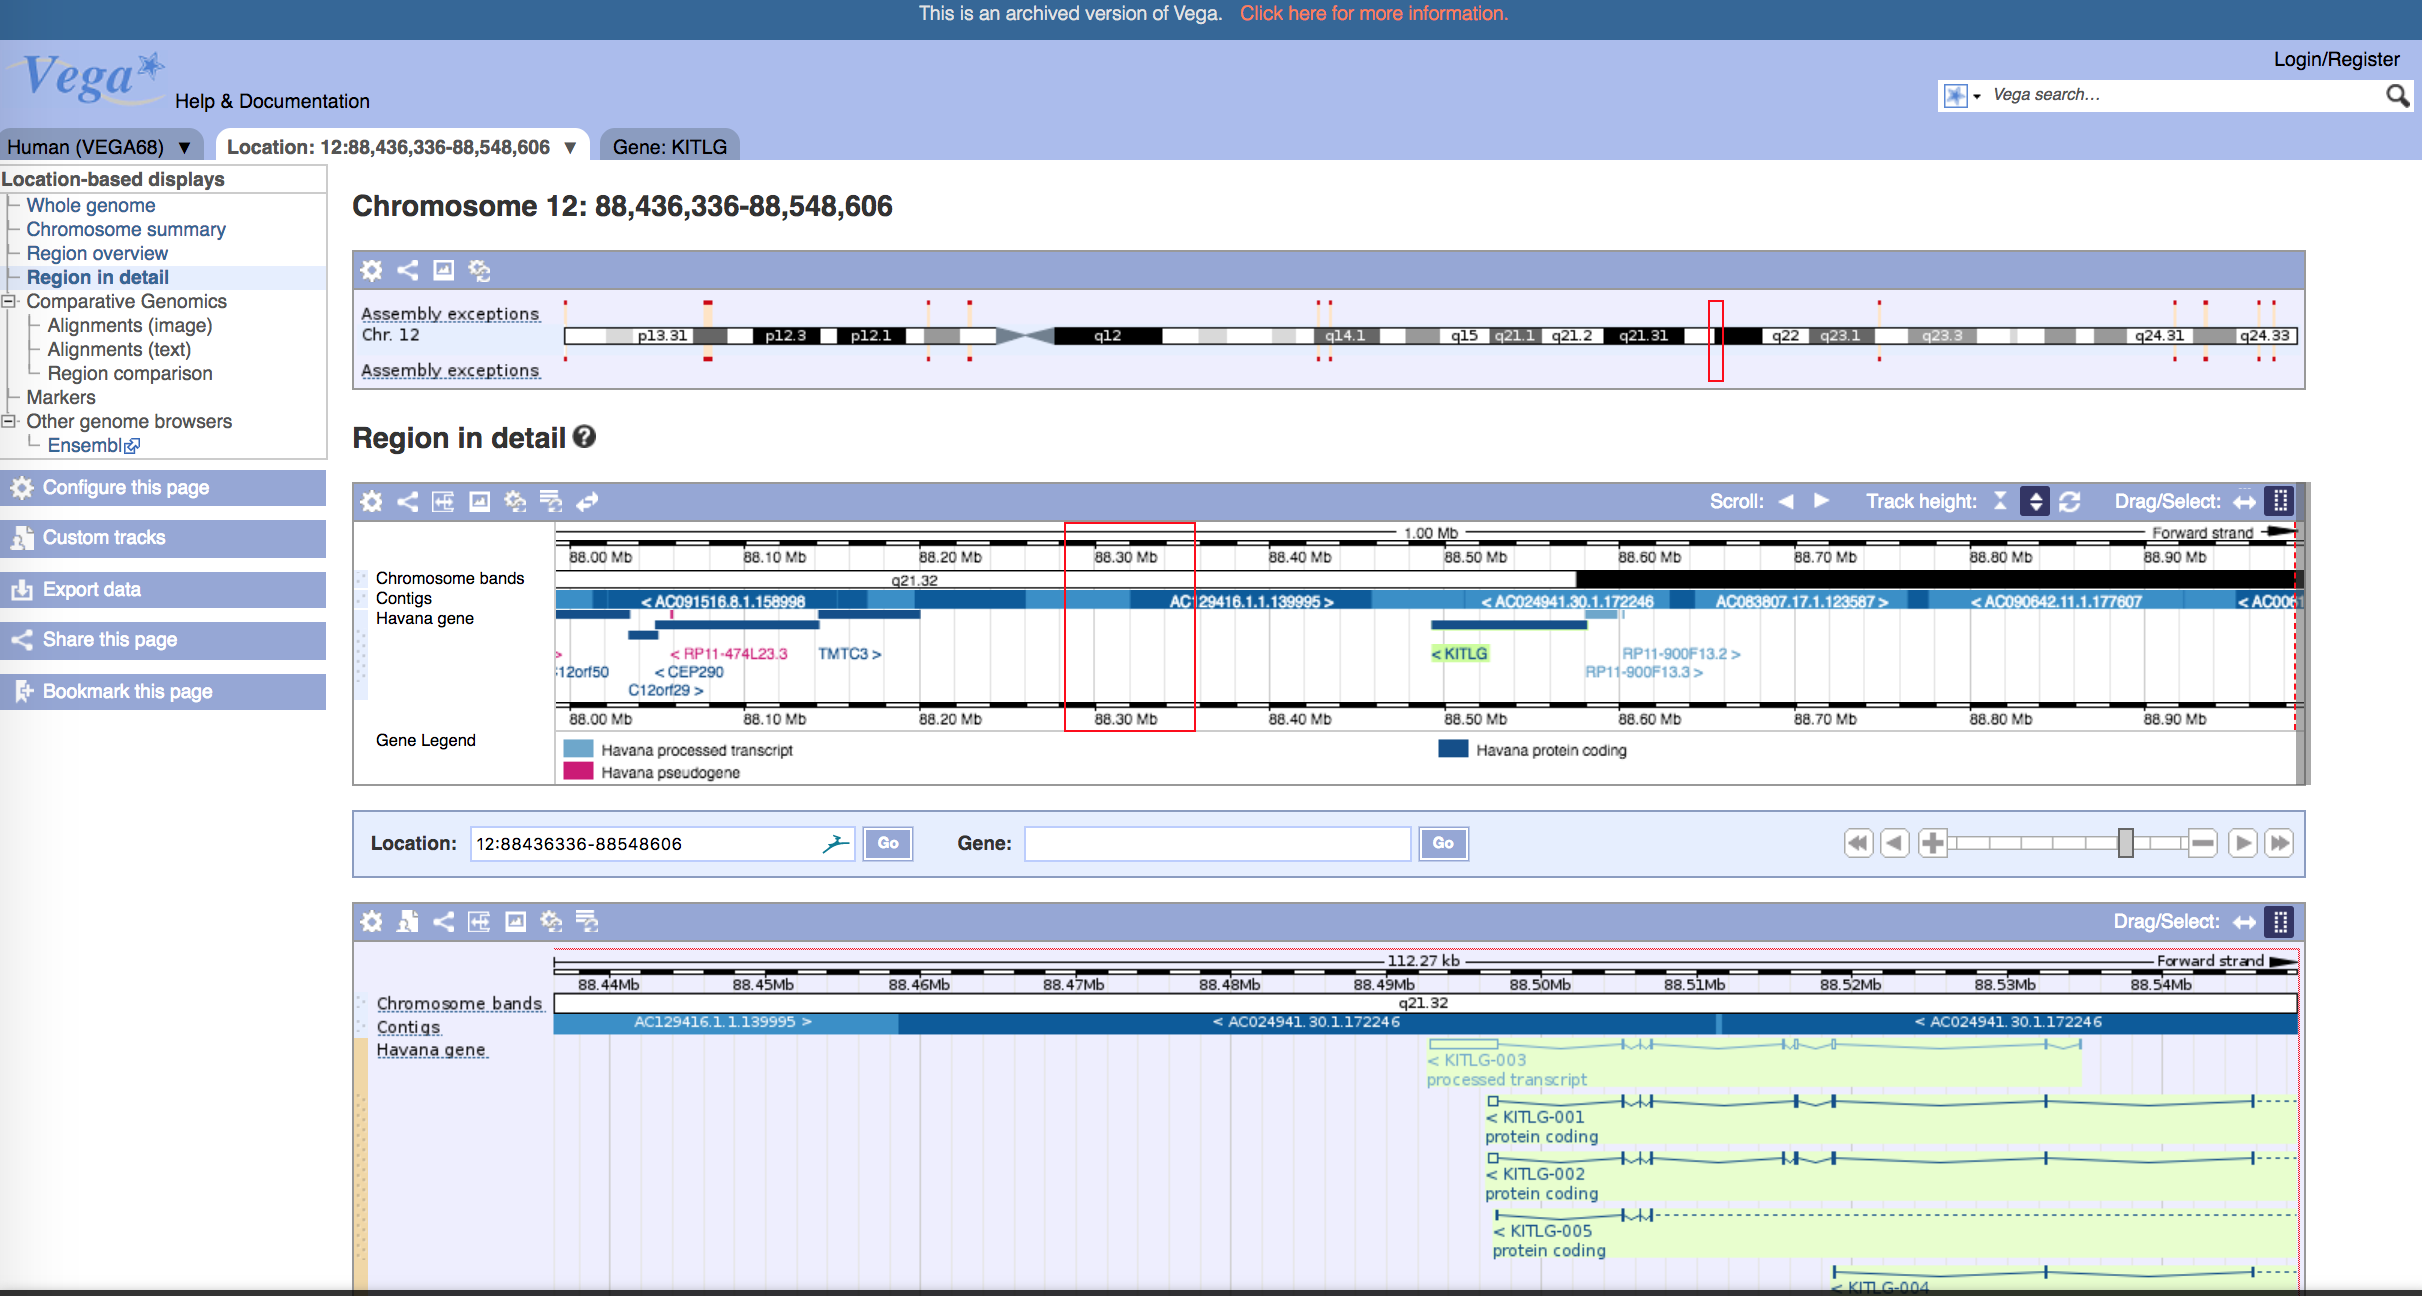 This is an archived version of Vega. Click here for more information.
Vega
Help & Documentation
Login/Register
Vega search...
Human (VEGA68) ▼
Location: 12:88,436,336-88,548,606 ▼
Gene: KITLG
Location-based displays
Whole genome
Chromosome summary
Region overview
Region in detail
Comparative Genomics
Alignments (image)
Alignments (text)
Region comparison
Markers
Other genome browsers
Ensembl
Configure this page
Custom tracks
Export data
Share this page
Bookmark this page
Chromosome 12: 88,436,336-88,548,606
Assembly exceptions
Chr. 12 p13.31 p12.3 p12.1 q12 q14.1 q15 q21.1 q21.2 q21.31 q22 q23.1 q23.3 q24.31 q24.33
Assembly exceptions
Region in detail ?
Scroll: Track height: Drag/Select:
1.00 Mb Forward strand
88.00 Mb 88.10 Mb 88.20 Mb 88.30 Mb 88.40 Mb 88.50 Mb 88.60 Mb 88.70 Mb 88.80 Mb 88.90 Mb
Chromosome bands q21.32
Contigs < AC091516.8.1.158998 AC129416.1.1.139995 > < AC024941.30.1.172246 AC083807.17.1.123587 > < AC090642.11.1.177607 < AC006
Havana gene
> < RP11-474L23.3 TMTC3 > < KITLG RP11-900F13.2 >
12orf50 < CEP290 RP11-900F13.3 >
C12orf29 >
88.00 Mb 88.10 Mb 88.20 Mb 88.30 Mb 88.40 Mb 88.50 Mb 88.60 Mb 88.70 Mb 88.80 Mb 88.90 Mb
Gene Legend
Havana processed transcript Havana protein coding
Havana pseudogene
Location: 12:88436336-88548606 Go Gene: Go
Drag/Select:
112.27 kb Forward strand
88.44Mb 88.45Mb 88.46Mb 88.47Mb 88.48Mb 88.49Mb 88.50Mb 88.51Mb 88.52Mb 88.53Mb 88.54Mb
Chromosome bands q21.32
Contigs AC129416.1.1.139995 > < AC024941.30.1.172246 < AC024941.30.1.172246
Havana gene
< KITLG-003
processed transcript
< KITLG-001
protein coding
< KITLG-002
protein coding
< KITLG-005
protein coding
< KITLG-004